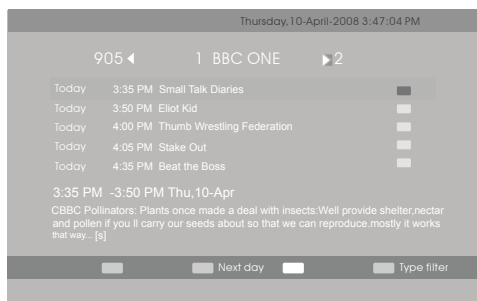 Thursday,10-April-2008 3:47:04 PM
905 1 BBC ONE 2
Today 3:35 PM Small Talk Diaries
Today 3:50 PM Eliot Kid
Today 4:00 PM Thumb Wrestling Federation
Today 4:05 PM Stake Out
Today 4:35 PM Beat the Boss
3:35 PM -3:50 PM Thu,10-Apr
CBBC Pollinators: Plants once made a deal with insects:Well provide shelter,nectar
and pollen if you ll carry our seeds about so that we can reproduce.mostly it works
that way... [s]
Next day Type filter